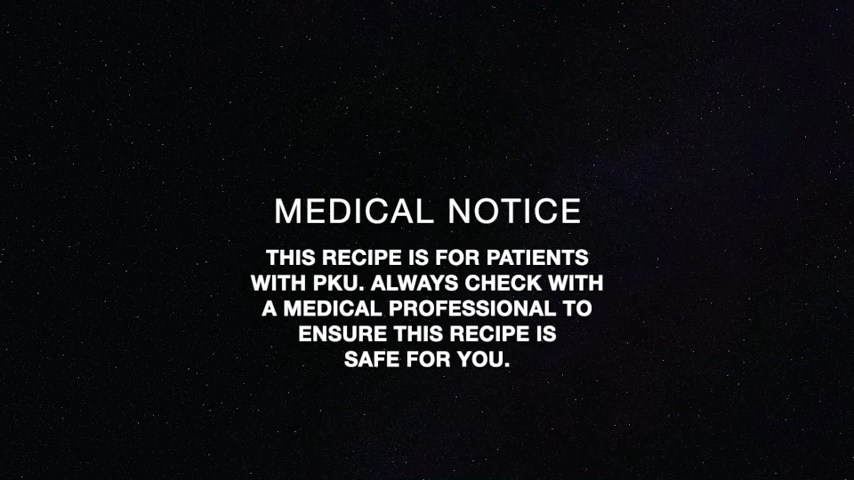 MEDICAL NOTICE
THIS RECIPE IS FOR PATIENTS
WITH PKU. ALWAYS CHECK WITH
A MEDICAL PROFESSIONAL TO
ENSURE THIS RECIPE IS
SAFE FOR YOU.